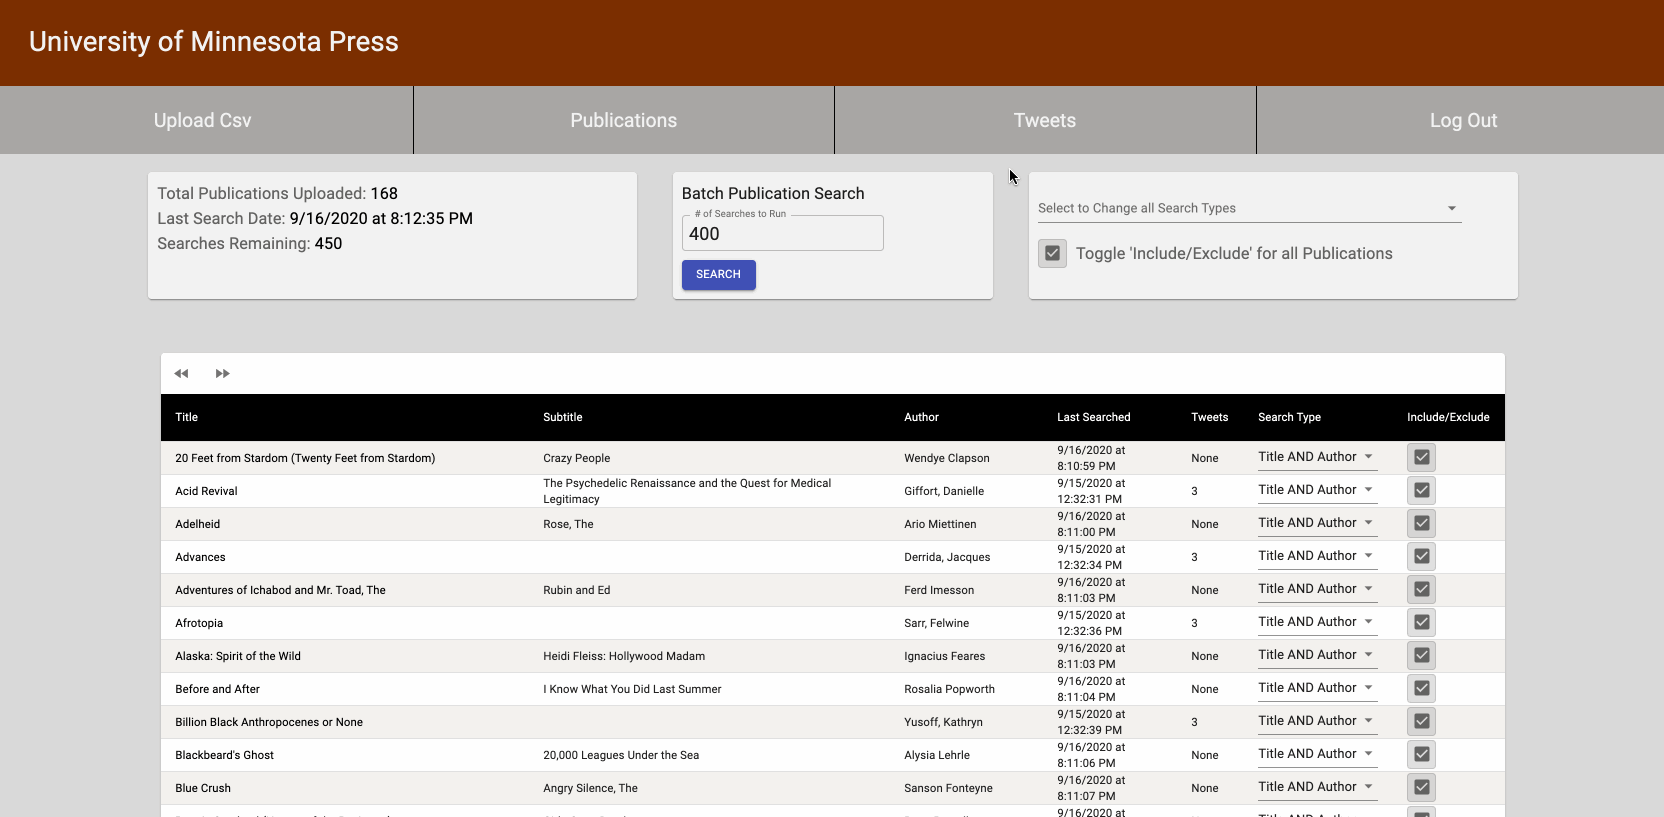 University of Minnesota Press
Upload Csv
Publications
Tweets
Log Out
Total Publications Uploaded: 168
Last Search Date: 9/16/2020 at 8:12:35 PM
Searches Remaining: 450
Batch Publication Search
# of Searches to Run
400
SEARCH
Select to Change all Search Types
Toggle 'Include/Exclude' for all Publications
Title Subtitle Author Last Searched Tweets Search Type Include/Exclude
20 Feet from Stardom (Twenty Feet from Stardom) Crazy People Wendye Clapson 9/16/2020 at 8:10:59 PM None Title AND Author
Acid Revival The Psychedelic Renaissance and the Quest for Medical Legitimacy Giffort, Danielle 9/15/2020 at 12:32:31 PM 3 Title AND Author
Adelheid Rose, The Ario Miettinen 9/16/2020 at 8:11:00 PM None Title AND Author
Advances Derrida, Jacques 9/15/2020 at 12:32:34 PM 3 Title AND Author
Adventures of Ichabod and Mr. Toad, The Rubin and Ed Ferd Imesson 9/16/2020 at 8:11:03 PM None Title AND Author
Afrotopia Sarr, Felwine 9/15/2020 at 12:32:36 PM 3 Title AND Author
Alaska: Spirit of the Wild Heidi Fleiss: Hollywood Madam Ignacius Feares 9/16/2020 at 8:11:03 PM None Title AND Author
Before and After I Know What You Did Last Summer Rosalia Popworth 9/16/2020 at 8:11:04 PM None Title AND Author
Billion Black Anthropocenes or None Yusoff, Kathryn 9/15/2020 at 12:32:39 PM 3 Title AND Author
Blackbeard's Ghost 20,000 Leagues Under the Sea Alysia Lehrle 9/16/2020 at 8:11:06 PM None Title AND Author
Blue Crush Angry Silence, The Sanson Fonteyne 9/16/2020 at 8:11:07 PM None Title AND Author
9/16/2020 at